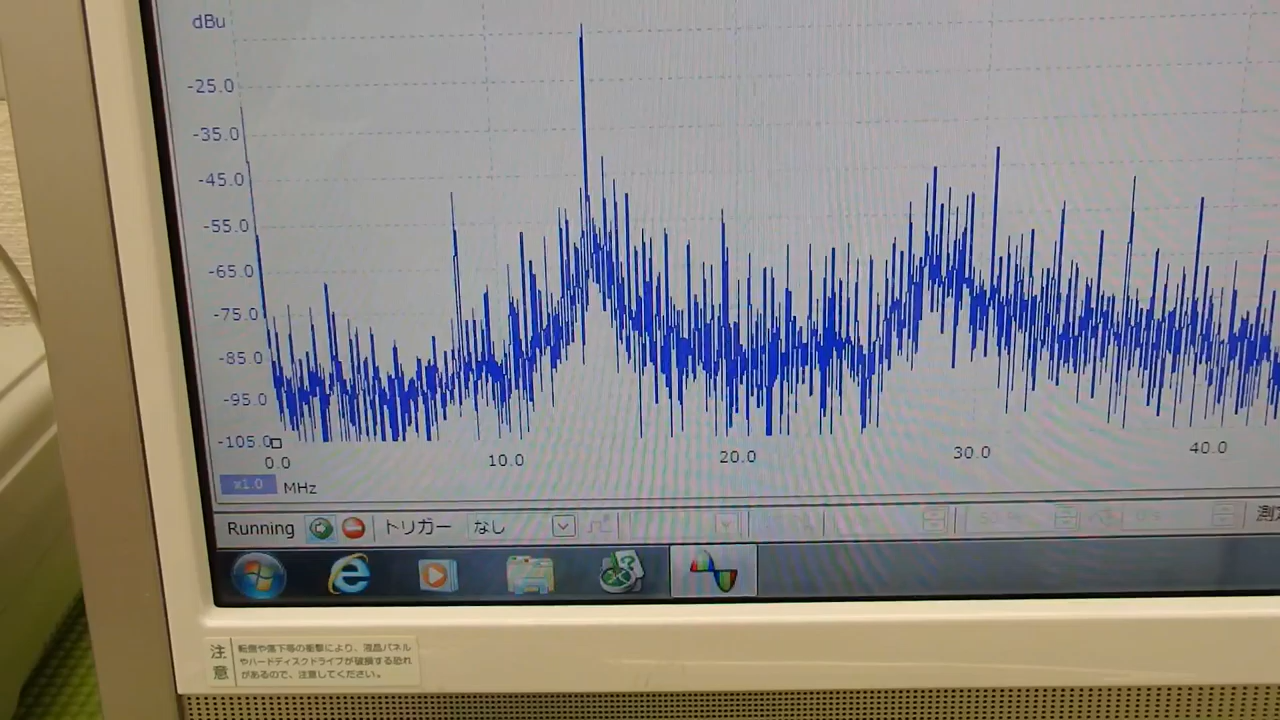 dBu
-25.0
-35.0
-45.0
-55.0
-65.0
-75.0
-85.0
-95.0
-105.0
0.0 10.0 20.0 30.0 40.0
x1.0 MHz
Running トリガー なし 測定
注意
転倒や落下等の衝撃により、液晶パネル
やハードディスクドライブが破損する恐れ
があるので、注意してください。